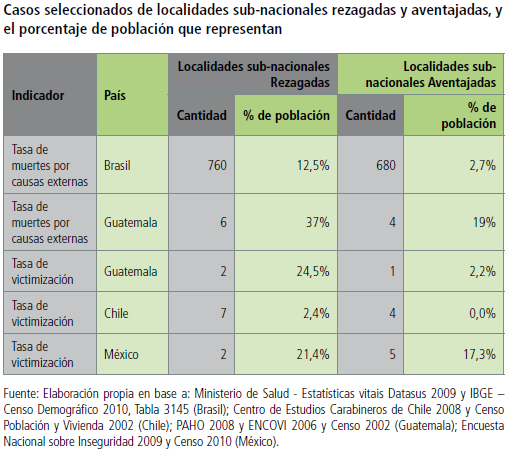 Casos seleccionados de localidades sub-nacionales rezagadas y aventajadas, y
el porcentaje de población que representan
Indicador
País
Localidades sub-nacionales
Rezagadas
Localidades sub-
nacionales Aventajadas
Cantidad
% de población
Cantidad
% de
población
Tasa de
muertes por
causas externas
Brasil
760
12,5%
680
2,7%
Tasa de
muertes por
causas externas
Guatemala
6
37%
4
19%
Tasa de
victimización
Guatemala
2
24,5%
1
2,2%
Tasa de
victimización
Chile
7
2,4%
4
0,0%
Tasa de
victimización
México
2
21,4%
5
17,3%
Fuente: Elaboración propia en base a: Ministerio de Salud - Estatísticas vitais Datasus 2009 y IBGE –
Censo Demográfico 2010, Tabla 3145 (Brasil); Centro de Estudios Carabineros de Chile 2008 y Censo
Población y Vivienda 2002 (Chile); PAHO 2008 y ENCOVI 2006 y Censo 2002 (Guatemala); Encuesta
Nacional sobre Inseguridad 2009 y Censo 2010 (México).